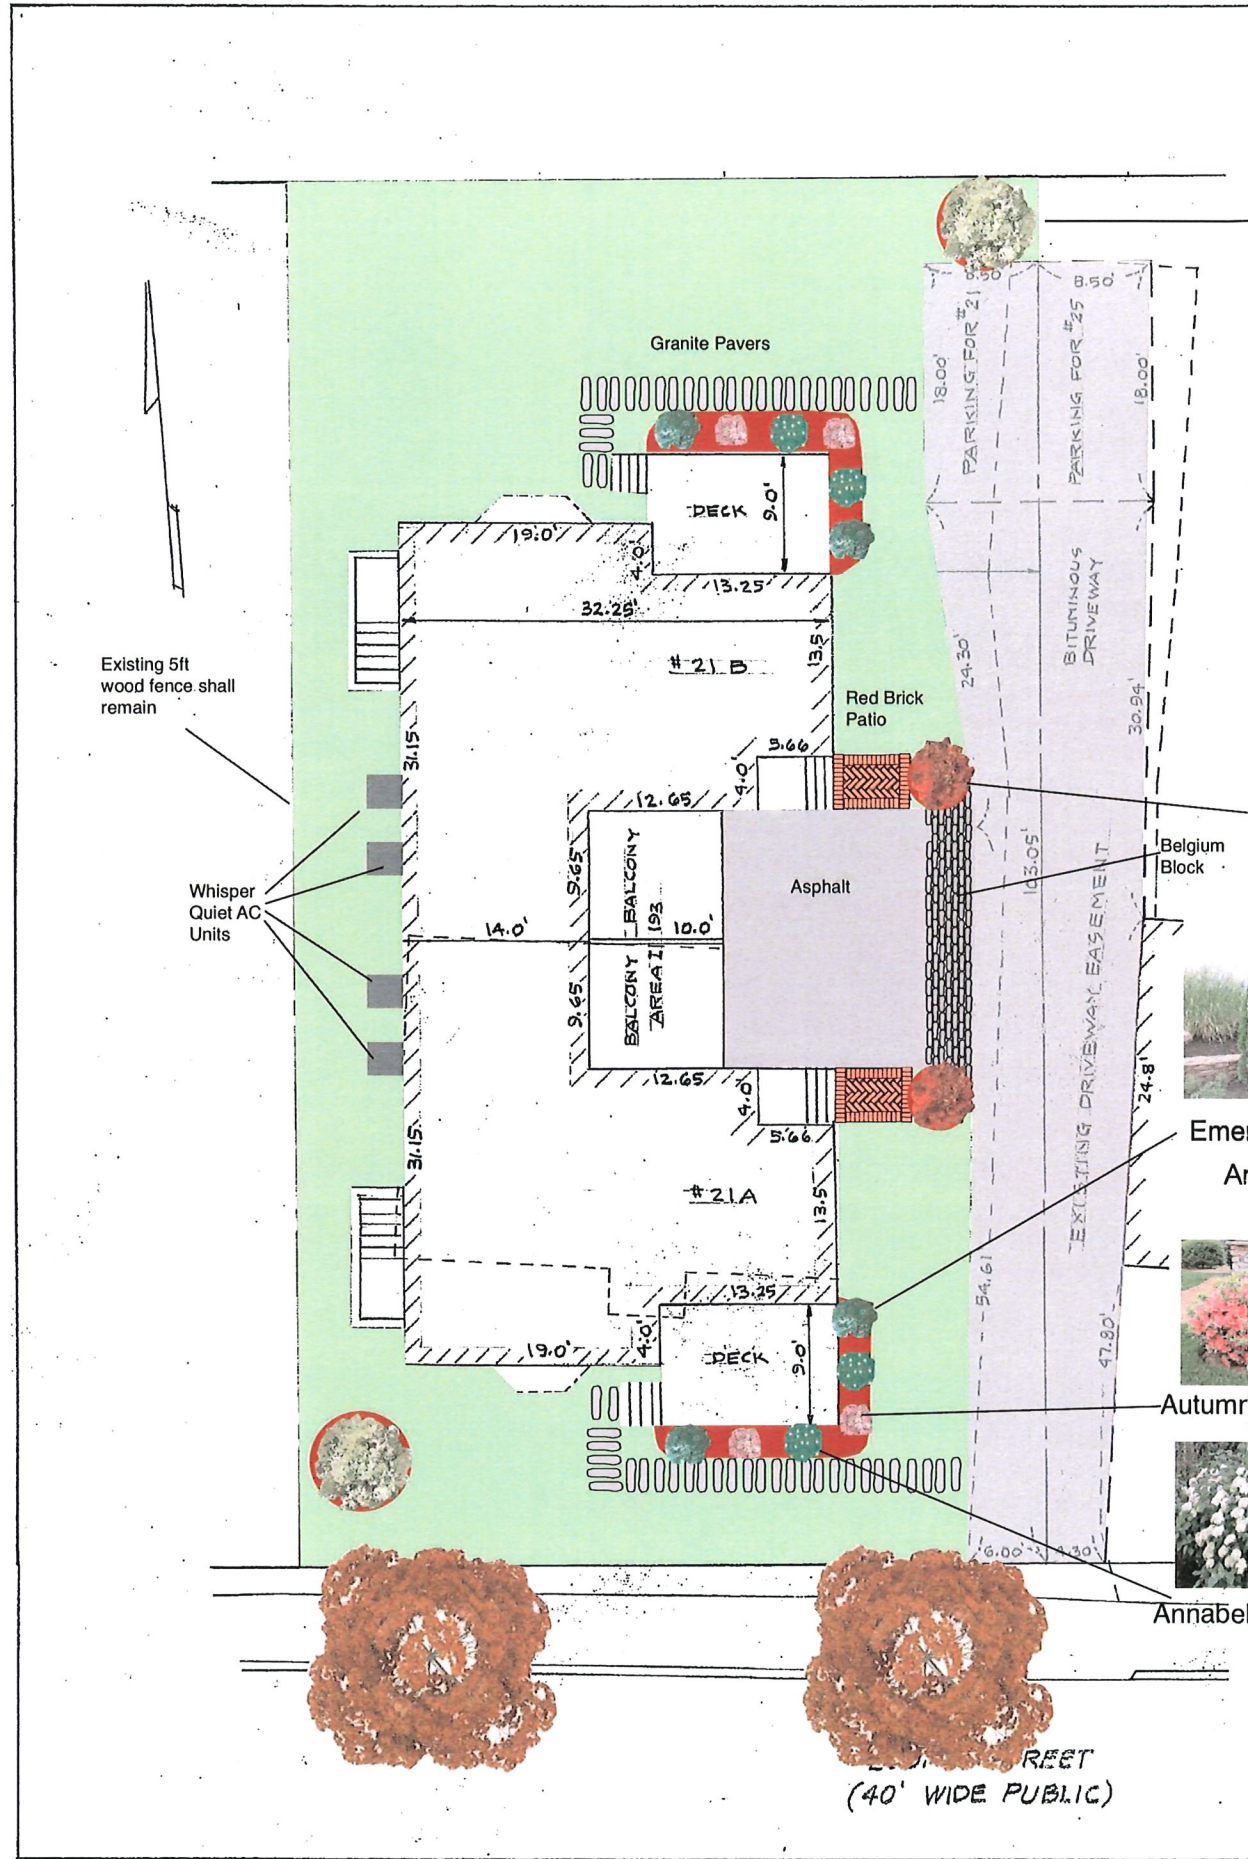 8.50'
8.50'
PARKING FOR #21
PARKING FOR #25
18.00'
18.00'
Granite Pavers
DECK
9.0'
19.0'
4.0'
13.25'
32.25'
BITUMINOUS
DRIVEWAY
# 21 B
13.5
24.30'
30.94'
Existing 5ft
wood fence shall
remain
Red Brick
Patio
31.15
5.66
4.0'
12.65
9.65
BALCONY
Asphalt
103.05'
Belgium
Block
Whisper
Quiet AC
Units
14.0'
10.0'
BALCONY
AREA
193
9.65
EXISTING DRIVEWAY EASEMENT
12.65
4.0'
5.66
24.8'
Emer
Ar
31.15
# 21A
13.5
54.61
13.25
4.0'
19.0'
DECK
9.0'
47.80'
Autumn
6.00'
4.30'
Annabel
REET
(40' WIDE PUBLIC)